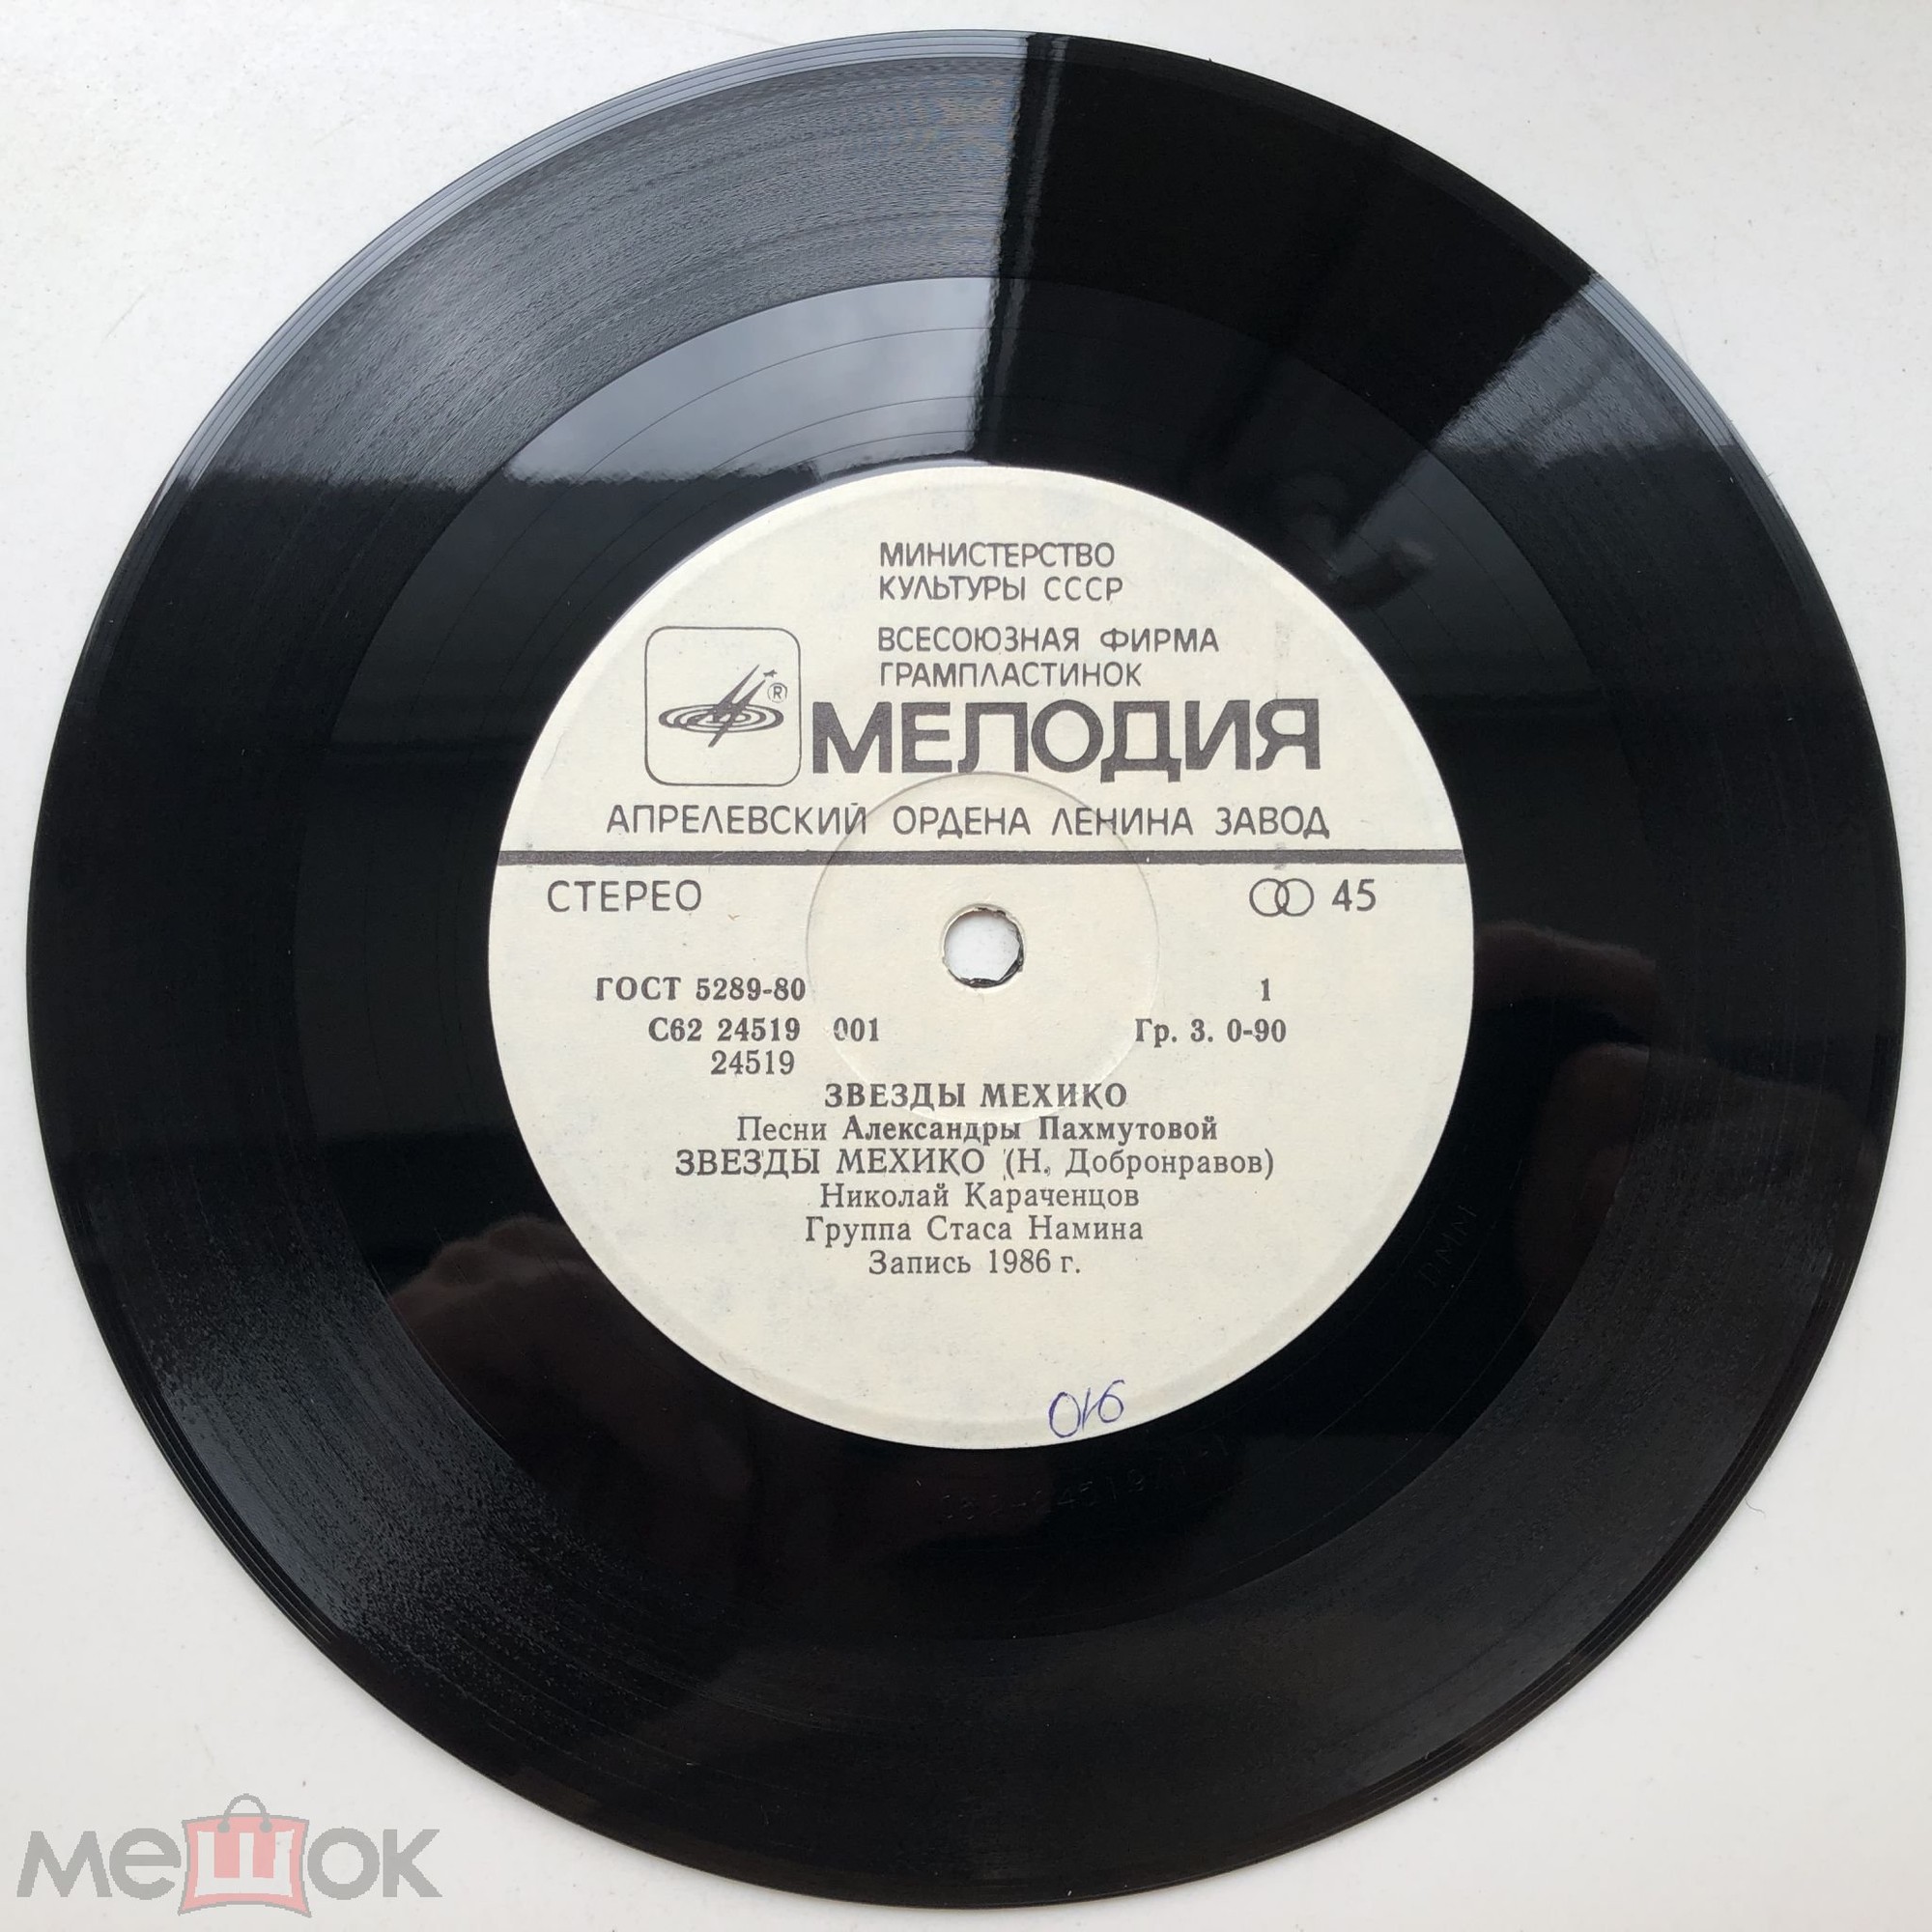 МИНИСТЕРСТВО
КУЛЬТУРЫ СССР
ВСЕСОЮЗНАЯ ФИРМА
ГРАМПЛАСТИНОК
®
МЕЛОДИЯ
АПРЕЛЕВСКИЙ ОРДЕНА ЛЕНИНА ЗАВОД
СТЕРЕО 45
ГОСТ 5289-80 1
С62 24519 001 Гр. 3. 0-90
24519
ЗВЕЗДЫ МЕХИКО
Песни Александры Пахмутовой
ЗВЕЗДЫ МЕХИКО (Н. Добронравов)
Николай Караченцов
Группа Стаса Намина
Запись 1986 г.
мешок